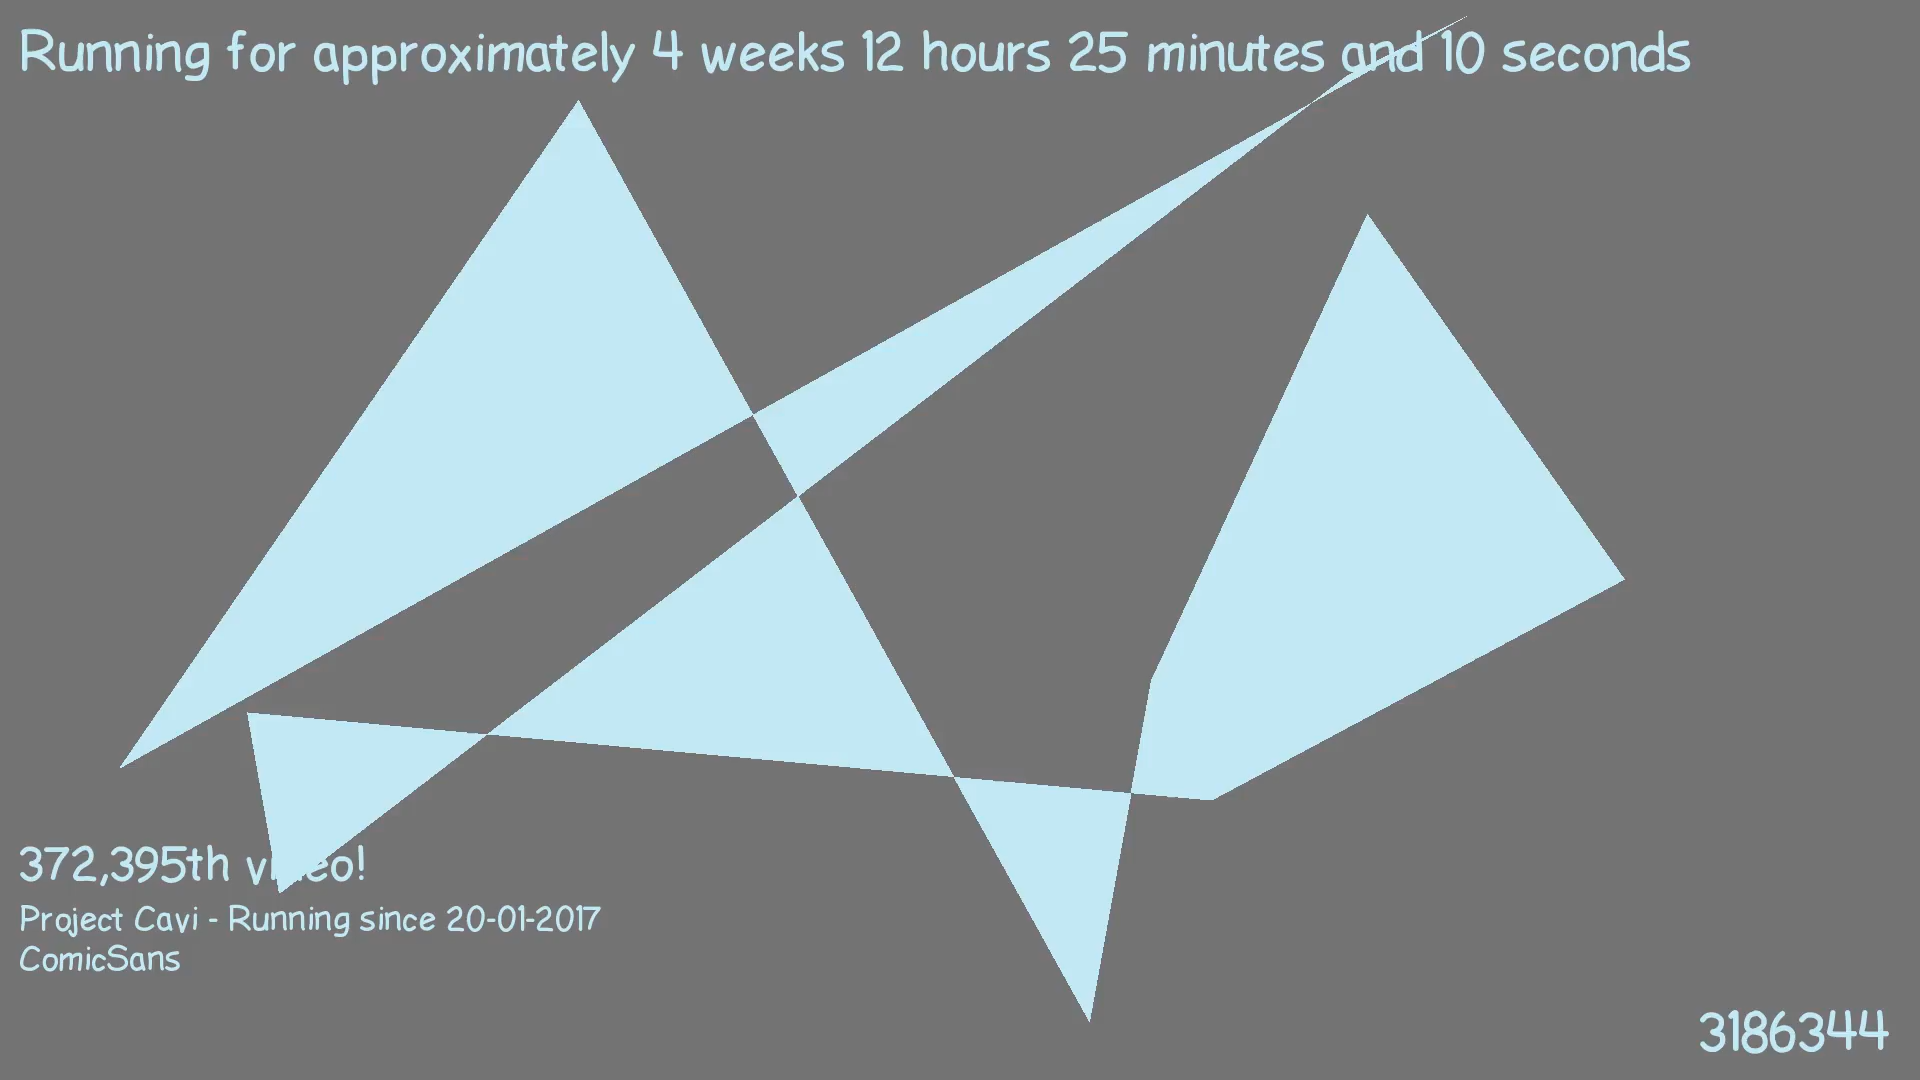 Running for approximately 4 weeks 12 hours 25 minutes and 10 seconds
372,395th video!
Project Cavi - Running since 20-01-2017
ComicSans
3186344